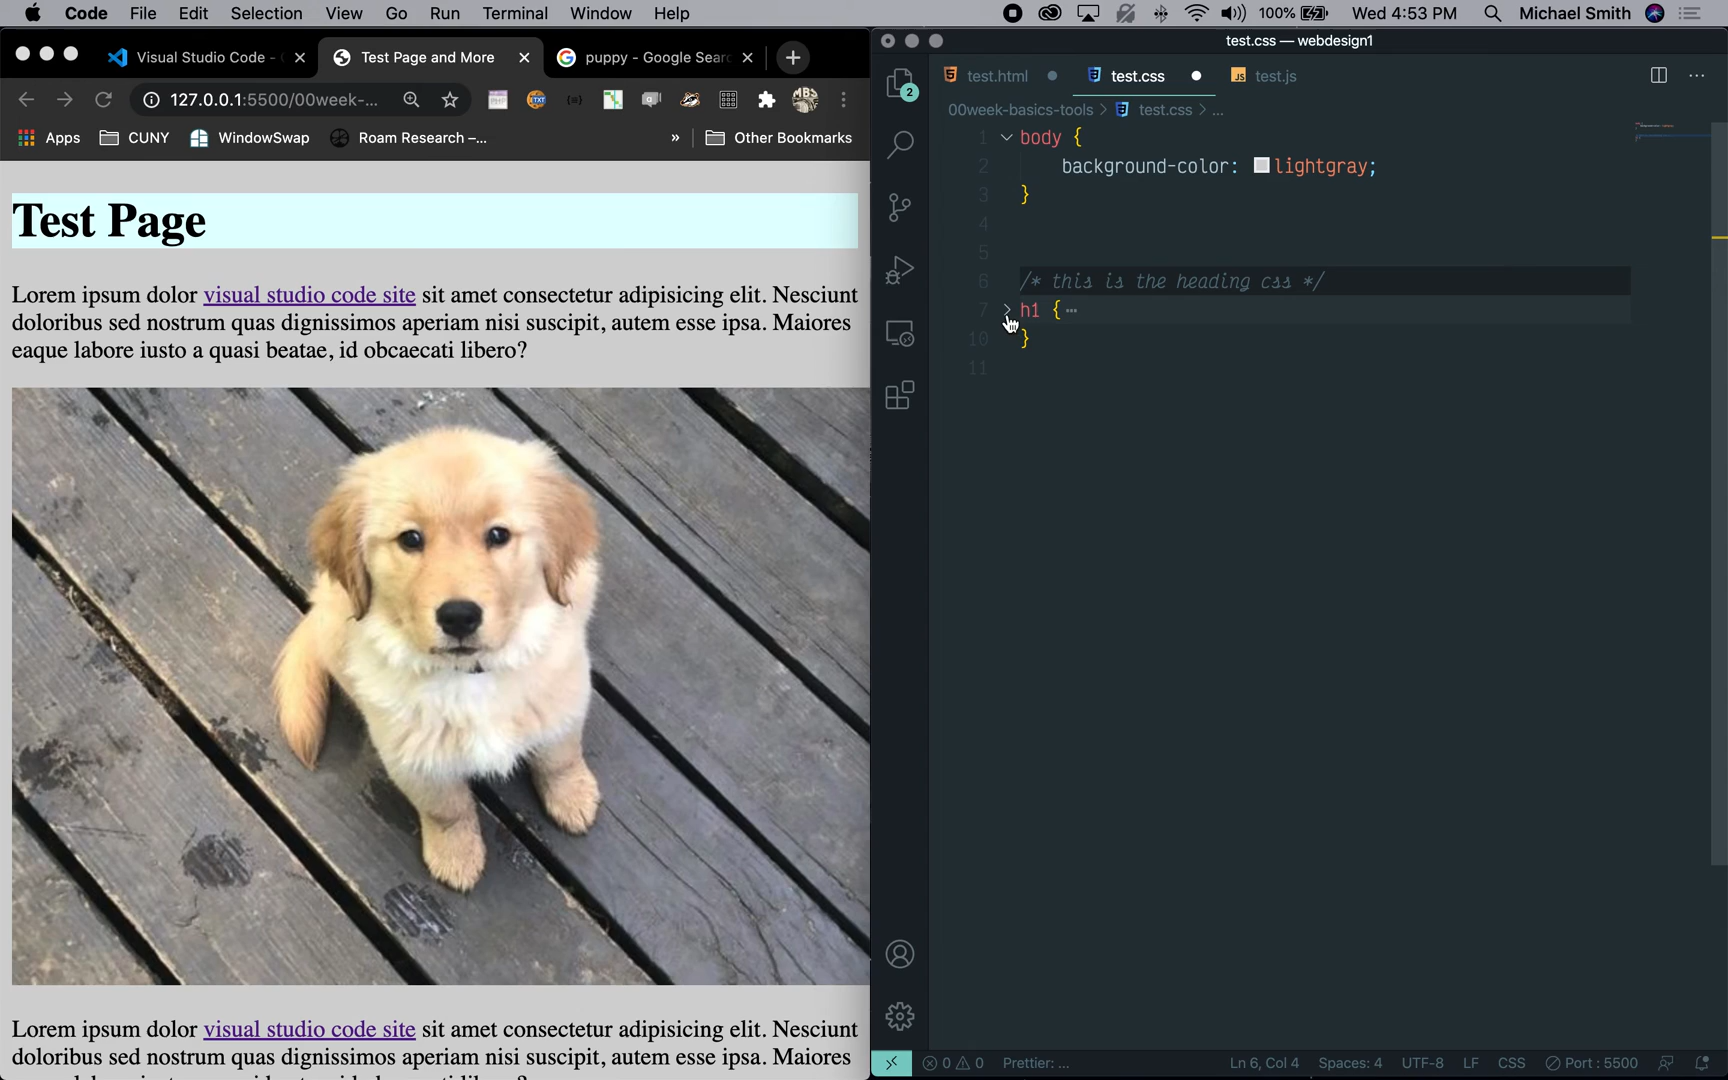 Code File Edit Selection View Go Run Terminal Window Help 100% Wed 4:53 PM Michael Smith
Visual Studio Code - Test Page and More puppy - Google Sear
test.css — webdesign1
127.0.0.1:5500/00week-...
Apps CUNY WindowSwap Roam Research –... » Other Bookmarks
test.html test.css JS test.js
00week-basics-tools > test.css > ...
Test Page
Lorem ipsum dolor visual studio code site sit amet consectetur adipisicing elit. Nesciunt
doloribus sed nostrum quas dignissimos aperiam nisi suscipit, autem esse ipsa. Maiores
eaque labore iusto a quasi beatae, id obcaecati libero?
Lorem ipsum dolor visual studio code site sit amet consectetur adipisicing elit. Nesciunt
doloribus sed nostrum quas dignissimos aperiam nisi suscipit, autem esse ipsa. Maiores
2
1 body {
2 background-color: lightgray;
3 }
4
5
6 /* this is the heading css */
7 h1 { ...
10 }
11
0 0 Prettier: ... Ln 6, Col 4 Spaces: 4 UTF-8 LF CSS Port : 5500